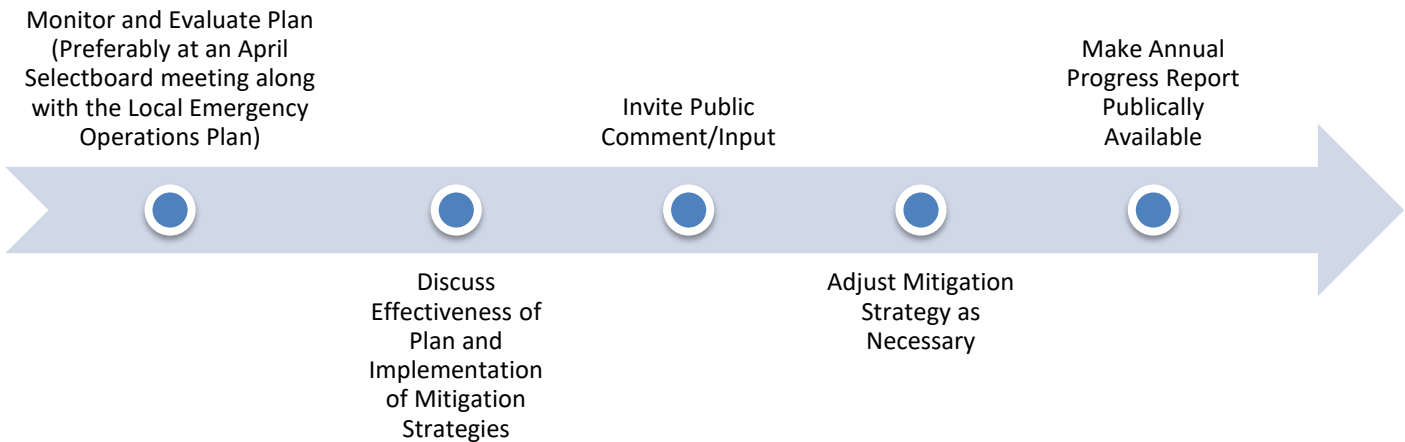 Monitor and Evaluate Plan
(Preferably at an April
Selectboard meeting along
with the Local Emergency
Operations Plan)
Discuss
Effectiveness of
Plan and
Implementation
of Mitigation
Strategies
Invite Public
Comment/Input
Adjust Mitigation
Strategy as
Necessary
Make Annual
Progress Report
Publically
Available